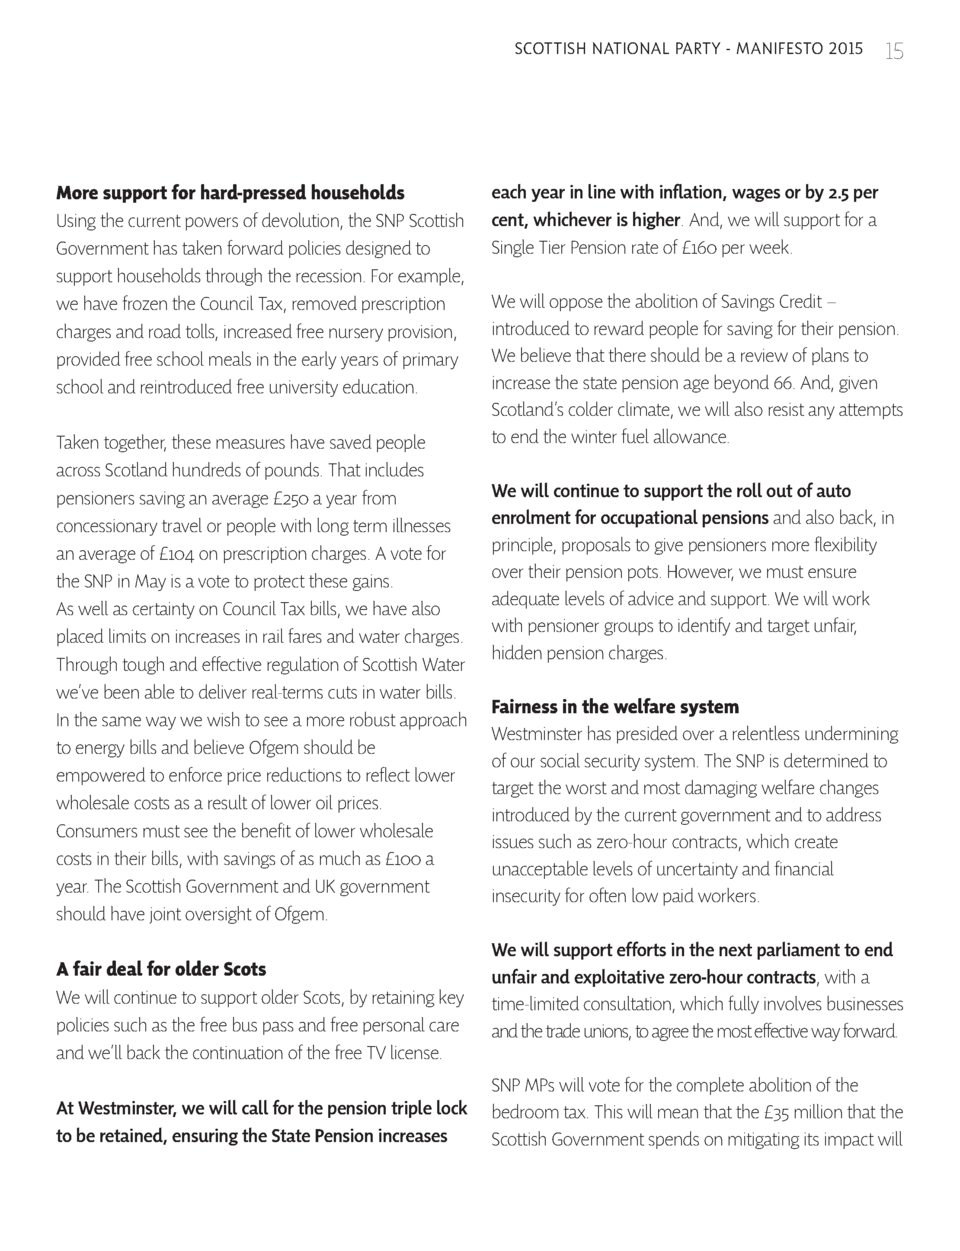 SCOTTISH NATIONAL PARTY - MANIFESTO 2015 15
More support for hard-pressed households
Using the current powers of devolution, the SNP Scottish
Government has taken forward policies designed to
support households through the recession. For example,
we have frozen the Council Tax, removed prescription
charges and road tolls, increased free nursery provision,
provided free school meals in the early years of primary
school and reintroduced free university education.
Taken together, these measures have saved people
across Scotland hundreds of pounds. That includes
pensioners saving an average £250 a year from
concessionary travel or people with long term illnesses
an average of £104 on prescription charges. A vote for
the SNP in May is a vote to protect these gains.
As well as certainty on Council Tax bills, we have also
placed limits on increases in rail fares and water charges.
Through tough and effective regulation of Scottish Water
we've been able to deliver real-terms cuts in water bills.
In the same way we wish to see a more robust approach
to energy bills and believe Ofgem should be
empowered to enforce price reductions to reflect lower
wholesale costs as a result of lower oil prices.
Consumers must see the benefit of lower wholesale
costs in their bills, with savings of as much as £100 a
year. The Scottish Government and UK government
should have joint oversight of Ofgem.
A fair deal for older Scots
We will continue to support older Scots, by retaining key
policies such as the free bus pass and free personal care
and we'll back the continuation of the free TV license.
At Westminster, we will call for the pension triple lock
to be retained, ensuring the State Pension increases
each year in line with inflation, wages or by 2.5 per
cent, whichever is higher. And, we will support for a
Single Tier Pension rate of £160 per week.
We will oppose the abolition of Savings Credit –
introduced to reward people for saving for their pension.
We believe that there should be a review of plans to
increase the state pension age beyond 66. And, given
Scotland's colder climate, we will also resist any attempts
to end the winter fuel allowance.
We will continue to support the roll out of auto
enrolment for occupational pensions and also back, in
principle, proposals to give pensioners more flexibility
over their pension pots. However, we must ensure
adequate levels of advice and support. We will work
with pensioner groups to identify and target unfair,
hidden pension charges.
Fairness in the welfare system
Westminster has presided over a relentless undermining
of our social security system. The SNP is determined to
target the worst and most damaging welfare changes
introduced by the current government and to address
issues such as zero-hour contracts, which create
unacceptable levels of uncertainty and financial
insecurity for often low paid workers.
We will support efforts in the next parliament to end
unfair and exploitative zero-hour contracts, with a
time-limited consultation, which fully involves businesses
and the trade unions, to agree the most effective way forward.
SNP MPs will vote for the complete abolition of the
bedroom tax. This will mean that the £35 million that the
Scottish Government spends on mitigating its impact will